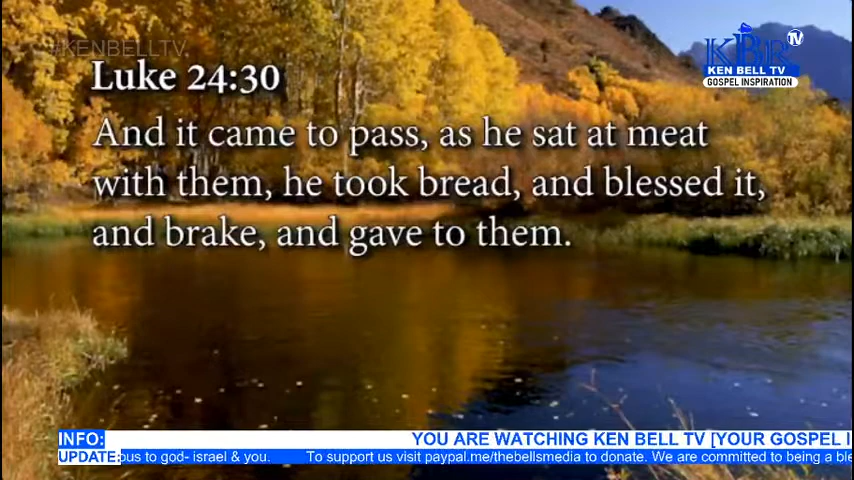 #KENBELLTV
KBR TV
KEN BELL TV
GOSPEL INSPIRATION
Luke 24:30
And it came to pass, as he sat at meat
with them, he took bread, and blessed it,
and brake, and gave to them.
INFO: YOU ARE WATCHING KEN BELL TV [YOUR GOSPEL
UPDATE: to god- israel & you. To support us visit paypal.me/thebellsmedia to donate. We are committed to being a